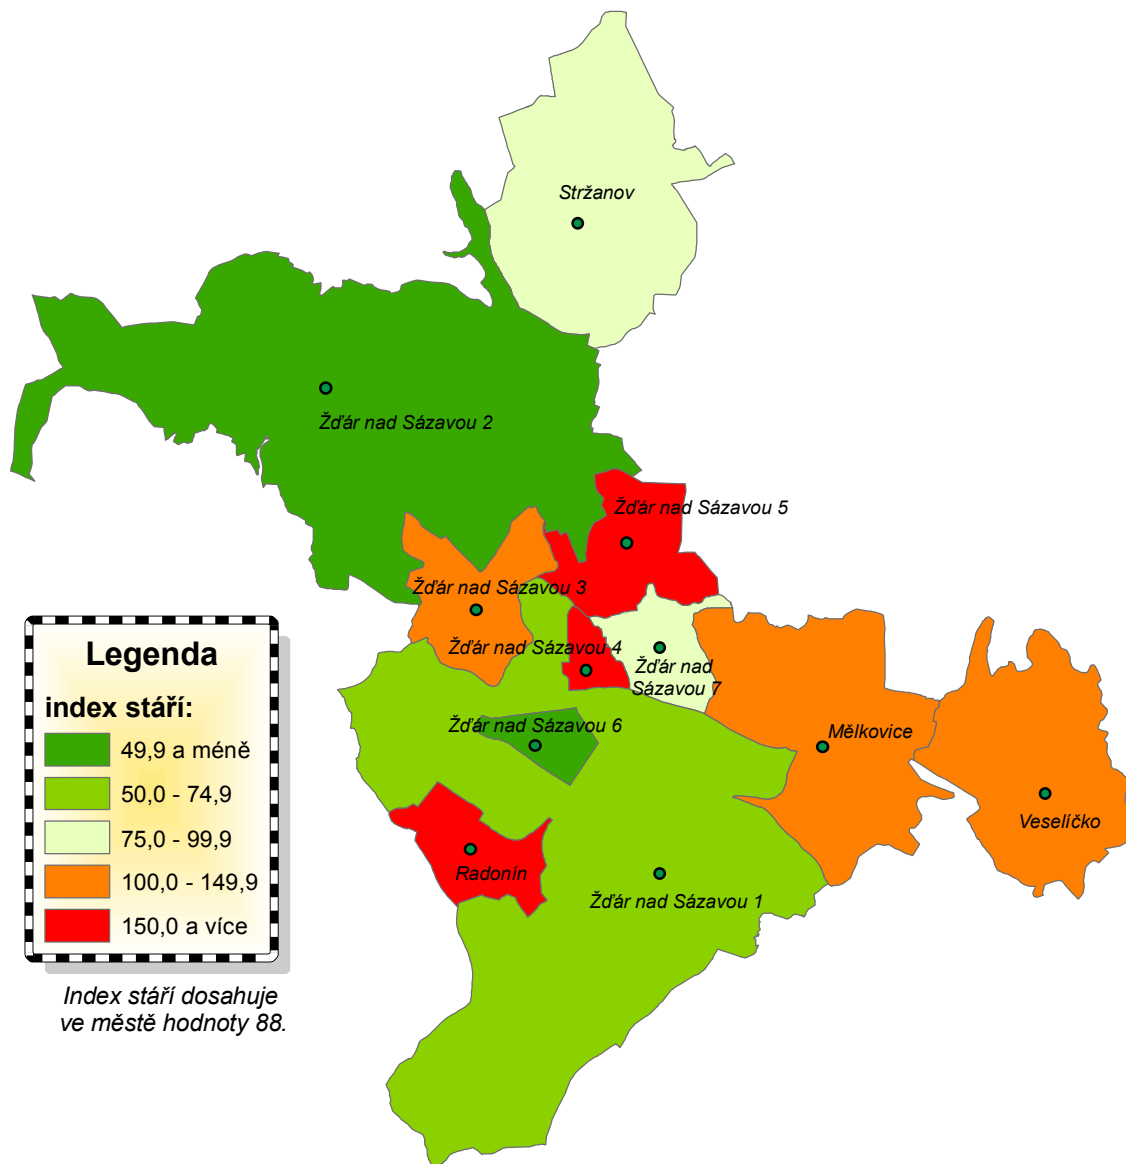 Stržanov
Žďár nad Sázavou 2
Žďár nad Sázavou 5
Žďár nad Sázavou 3
Žďár nad Sázavou 4
Žďár nad
Sázavou 7
Žďár nad Sázavou 6
Mělkovice
Veselíčko
Radonín
Žďár nad Sázavou 1
Legenda
index stáří:
49,9 a méně
50,0 - 74,9
75,0 - 99,9
100,0 - 149,9
150,0 a více
Index stáří dosahuje
ve městě hodnoty 88.